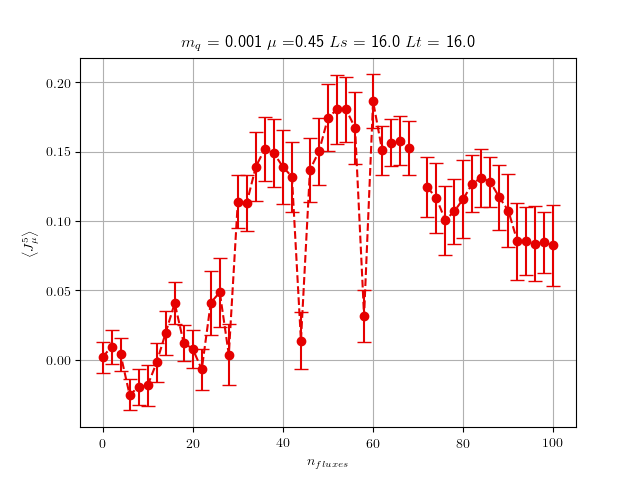 $m_q$ = 0.001 $\mu$ =0.45 $Ls$ = 16.0 $Lt$ = 16.0
0.20
0.15
0.10
0.05
0.00
$\langle J^5_\mu \rangle$
0 20 40 60 80 100
$n_{fluxes}$